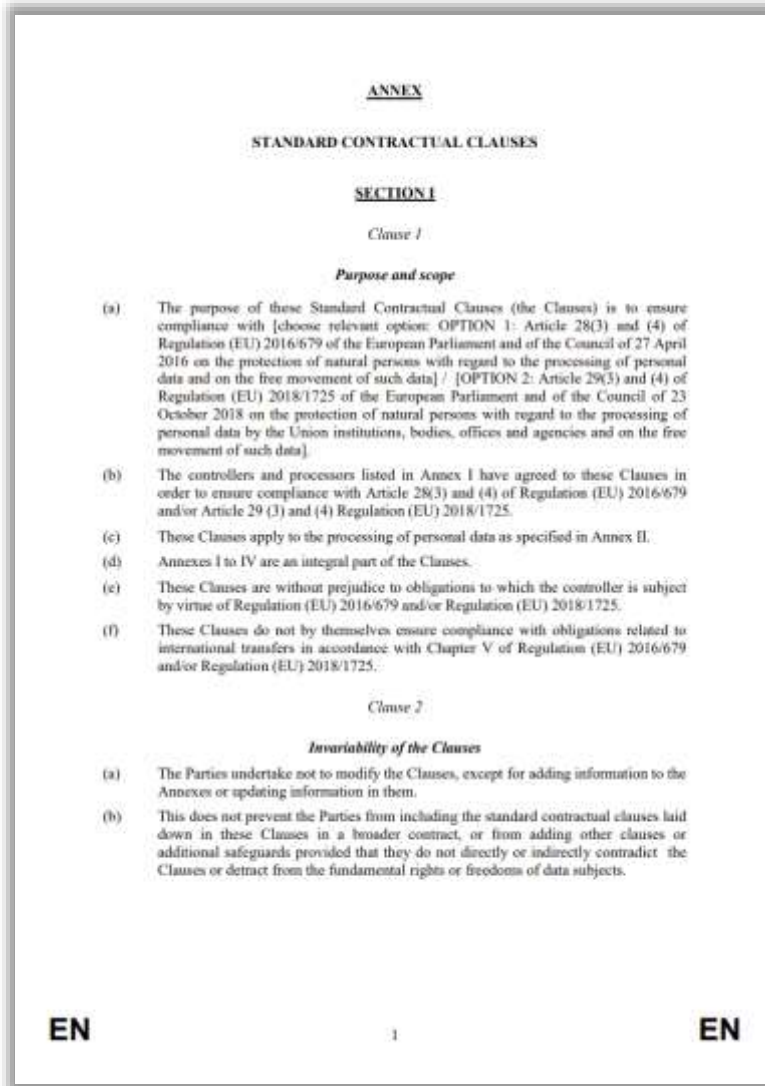 ANNEX
STANDARD CONTRACTUAL CLAUSES
SECTION I
Clause 1
Purpose and scope
(a) The purpose of these Standard Contractual Clauses (the Clauses) is to ensure
compliance with [choose relevant option: OPTION 1: Article 28(3) and (4) of
Regulation (EU) 2016/679 of the European Parliament and of the Council of 27 April
2016 on the protection of natural persons with regard to the processing of personal
data and on the free movement of such data] / [OPTION 2: Article 29(3) and (4) of
Regulation (EU) 2018/1725 of the European Parliament and of the Council of 23
October 2018 on the protection of natural persons with regard to the processing of
personal data by the Union institutions, bodies, offices and agencies and on the free
movement of such data].
(b) The controllers and processors listed in Annex I have agreed to these Clauses in
order to ensure compliance with Article 28(3) and (4) of Regulation (EU) 2016/679
and/or Article 29 (3) and (4) Regulation (EU) 2018/1725.
(c) These Clauses apply to the processing of personal data as specified in Annex II.
(d) Annexes I to IV are an integral part of the Clauses.
(e) These Clauses are without prejudice to obligations to which the controller is subject
by virtue of Regulation (EU) 2016/679 and/or Regulation (EU) 2018/1725.
(f) These Clauses do not by themselves ensure compliance with obligations related to
international transfers in accordance with Chapter V of Regulation (EU) 2016/679
and/or Regulation (EU) 2018/1725.
Clause 2
Invariability of the Clauses
(a) The Parties undertake not to modify the Clauses, except for adding information to the
Annexes or updating information in them.
(b) This does not prevent the Parties from including the standard contractual clauses laid
down in these Clauses in a broader contract, or from adding other clauses or
additional safeguards provided that they do not directly or indirectly contradict the
Clauses or detract from the fundamental rights or freedoms of data subjects.
EN 1 EN